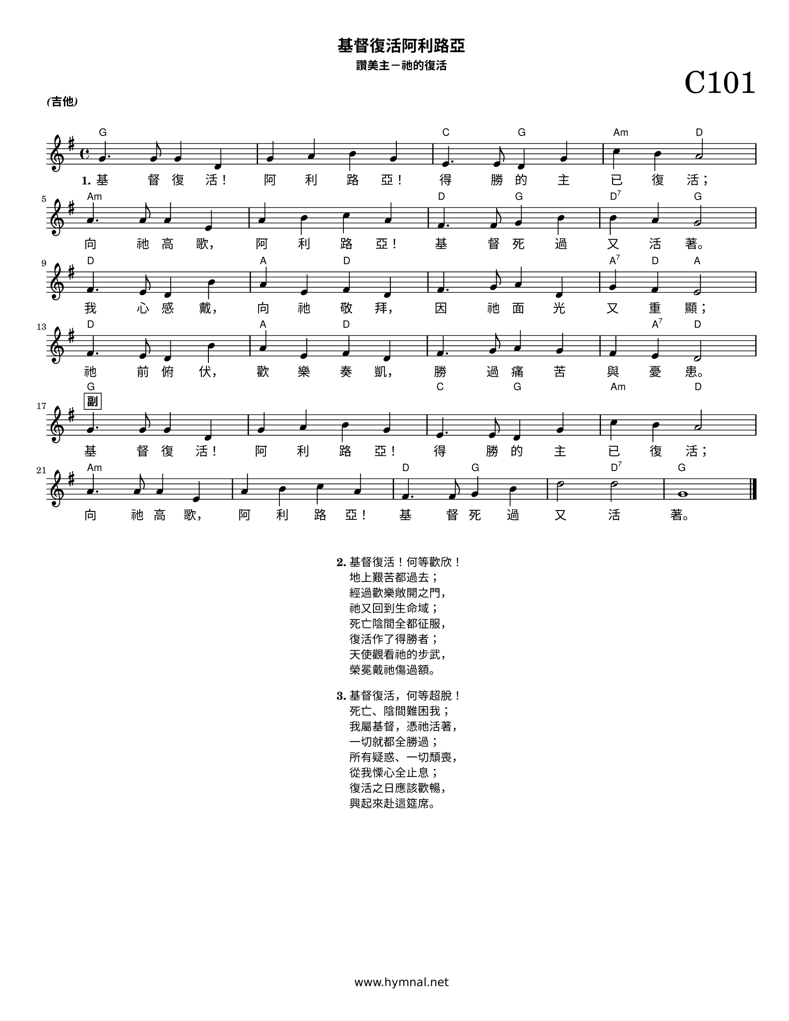 基督復活阿利路亞
讚美主－祂的復活
C101
(吉他)
G C G Am D
1. 基 督 復 活！ 阿 利 路 亞！ 得 勝 的 主 已 復 活；
5 Am D G D7 G
向 祂 高 歌， 阿 利 路 亞！ 基 督 死 過 又 活 著。
9 D A D A7 D A
我 心 感 戴， 向 祂 敬 拜， 因 祂 面 光 又 重 顯；
13 D A D A7 D
祂 前 俯 伏， 歡 樂 奏 凱， 勝 過 痛 苦 與 憂 患。
G C G Am D
17 副
基 督 復 活！ 阿 利 路 亞！ 得 勝 的 主 已 復 活；
21 Am D G D7 G
向 祂 高 歌， 阿 利 路 亞！ 基 督 死 過 又 活 著。
2. 基督復活！何等歡欣！
地上艱苦都過去；
經過歡樂敞開之門，
祂又回到生命域；
死亡陰間全都征服，
復活作了得勝者；
天使觀看祂的步武，
榮冕戴祂傷過額。
3. 基督復活，何等超脫！
死亡、陰間難困我；
我屬基督，憑祂活著，
一切就都全勝過；
所有疑惑、一切頹喪，
從我慄心全止息；
復活之日應該歡暢，
興起來赴這筵席。
www.hymnal.net